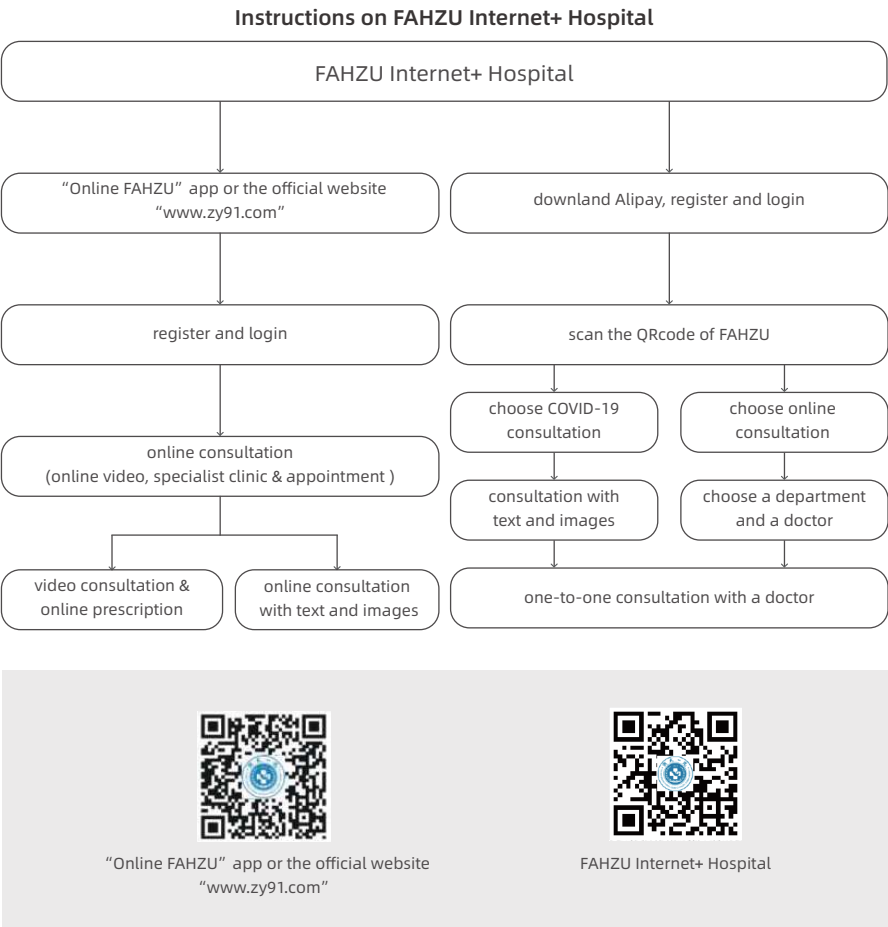 Instructions on FAHZU Internet+ Hospital
FAHZU Internet+ Hospital
“Online FAHZU” app or the official website
“www.zy91.com”
downland Alipay, register and login
register and login
scan the QRcode of FAHZU
choose COVID-19
consultation
choose online
consultation
online consultation
(online video, specialist clinic & appointment )
consultation with
text and images
choose a department
and a doctor
video consultation &
online prescription
online consultation
with text and images
one-to-one consultation with a doctor
“Online FAHZU” app or the official website
“www.zy91.com”
FAHZU Internet+ Hospital